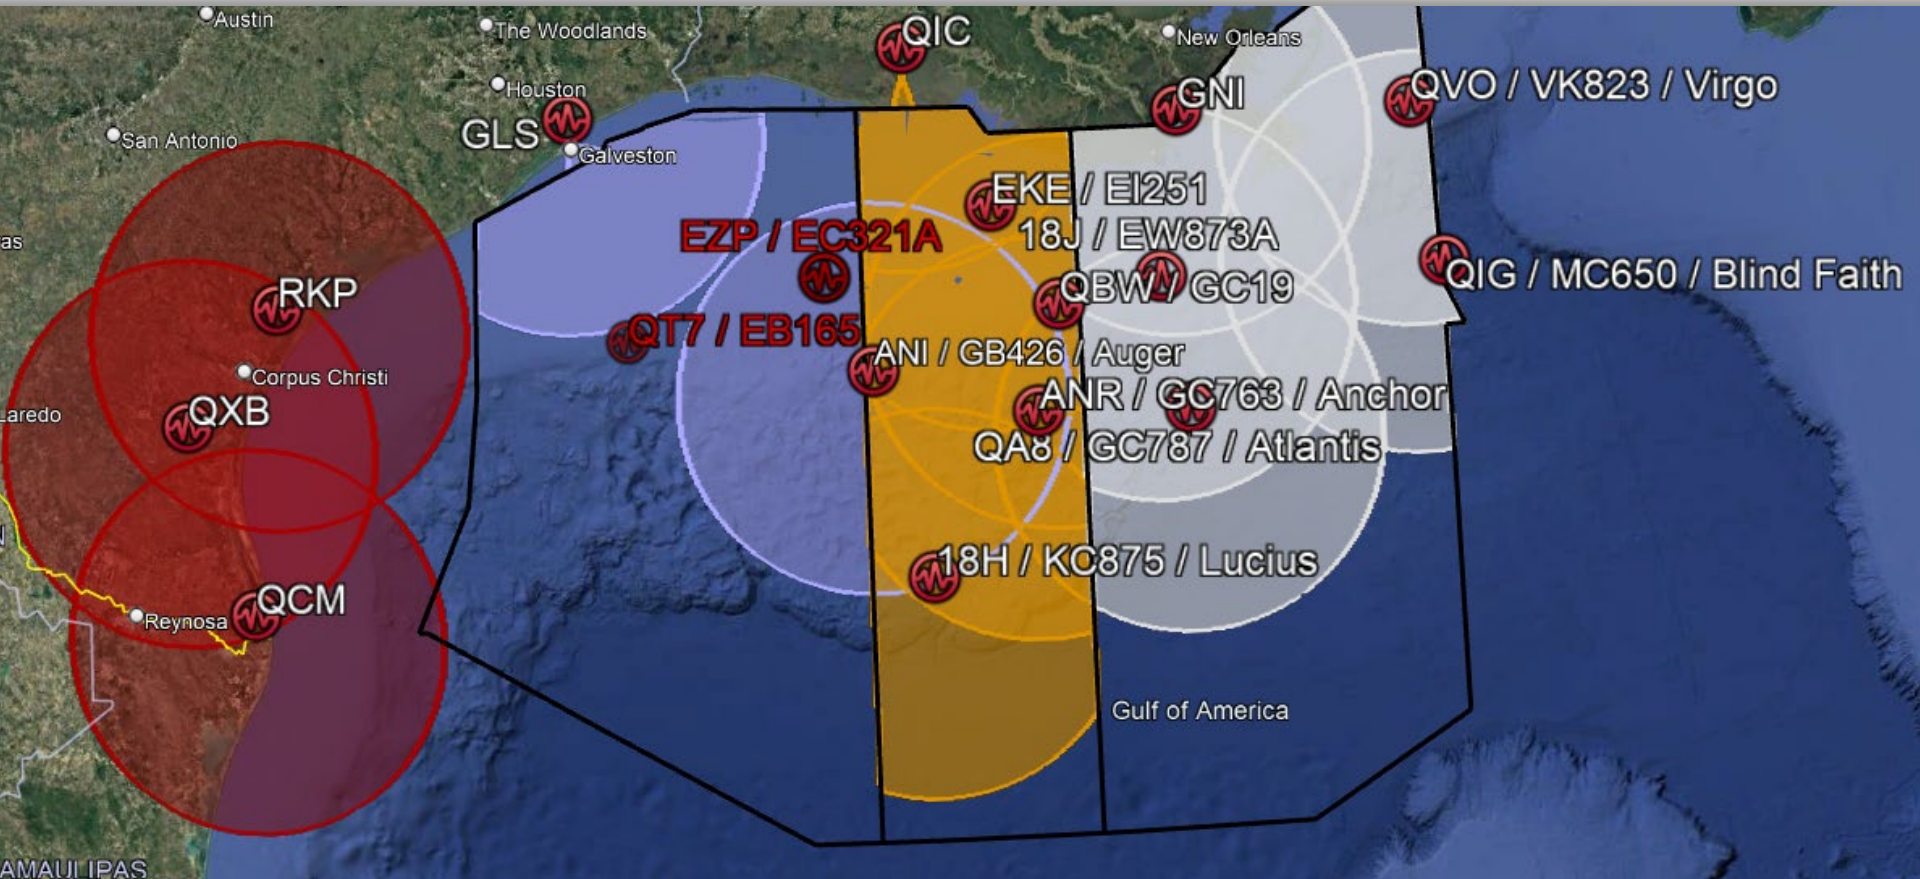 Austin
The Woodlands
QIC
New Orleans
Houston
QVO / VK823 / Virgo
GNI
GLS
San Antonio
Galveston
EKE / EI251
EZP / EC321A
18J / EW873A
as
QIG / MC650 / Blind Faith
RKP
QBW / GC19
QT7 / EB165
ANI / GB426 / Auger
Corpus Christi
ANR / GC763 / Anchor
Laredo
QXB
QA8 / GC787 / Atlantis
18H / KC875 / Lucius
QCM
Reynosa
Gulf of America
AMAULIPAS